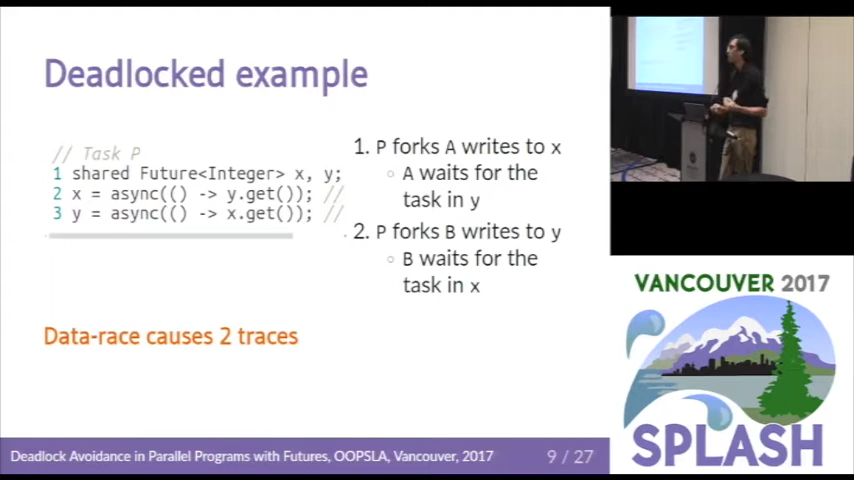 Deadlocked example
// Task P
1 shared Future<Integer> x, y;
2 x = async(() -> y.get()); //
3 y = async(() -> x.get()); //
1. P forks A writes to x
◦ A waits for the
task in y
2. P forks B writes to y
◦ B waits for the
task in x
Data-race causes 2 traces
Deadlock Avoidance in Parallel Programs with Futures, OOPSLA, Vancouver, 2017
9 / 27
VANCOUVER 2017
SPLASH